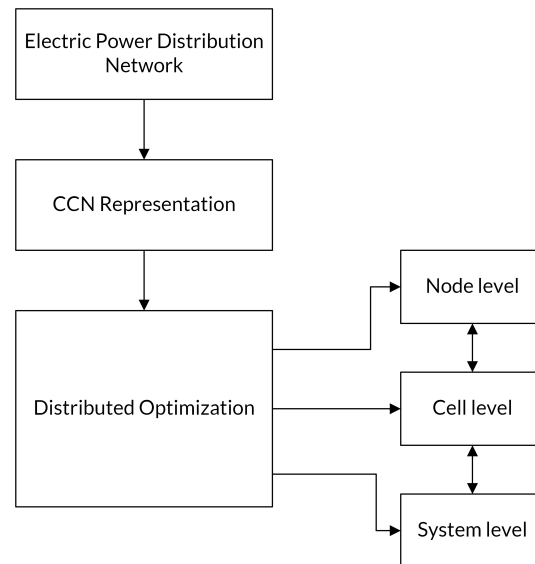 Electric Power Distribution
Network
CCN Representation
Node level
Distributed Optimization
Cell level
System level